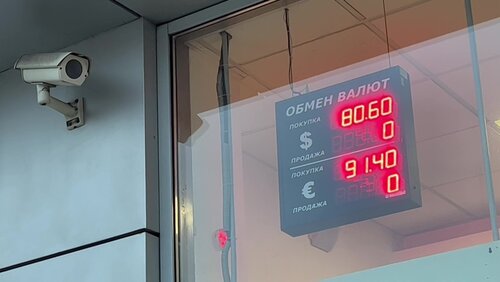 ОБМЕН ВАЛЮТ
ПОКУПКА
$ 80.60
ПРОДАЖА 0
ПОКУПКА
€ 91.40
ПРОДАЖА 0